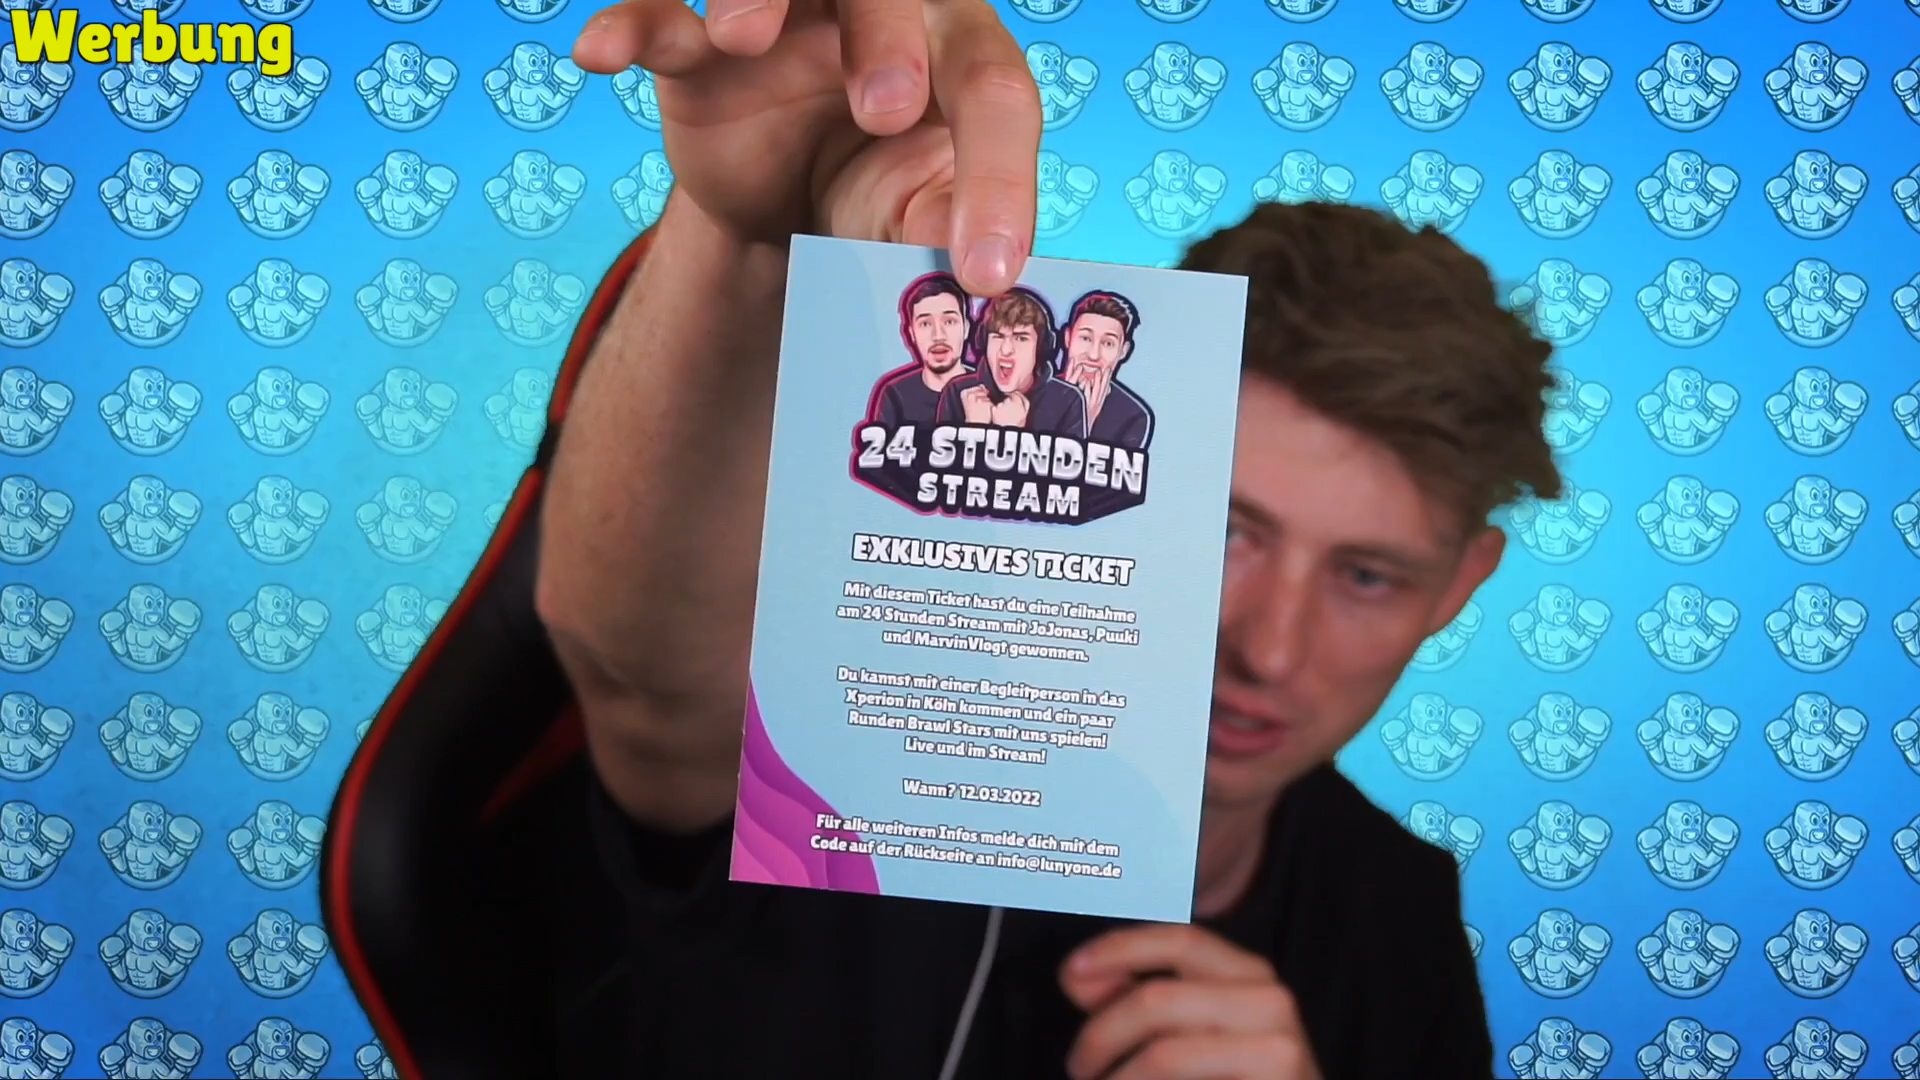 Werbung
24 STUNDEN
STREAM
EXKLUSIVES TICKET
Mit diesem Ticket hast du eine Teilnahme
am 24 Stunden Stream mit JoJonas, Puuki
und MarvinVlogt gewonnen.
Du kannst mit einer Begleitperson in das
Xperion in Köln kommen und ein paar
Runden Brawl Stars mit uns spielen!
Live und im Stream!
Wann? 12.03.2022
Für alle weiteren Infos melde dich mit dem
Code auf der Rückseite an info@lunyone.de